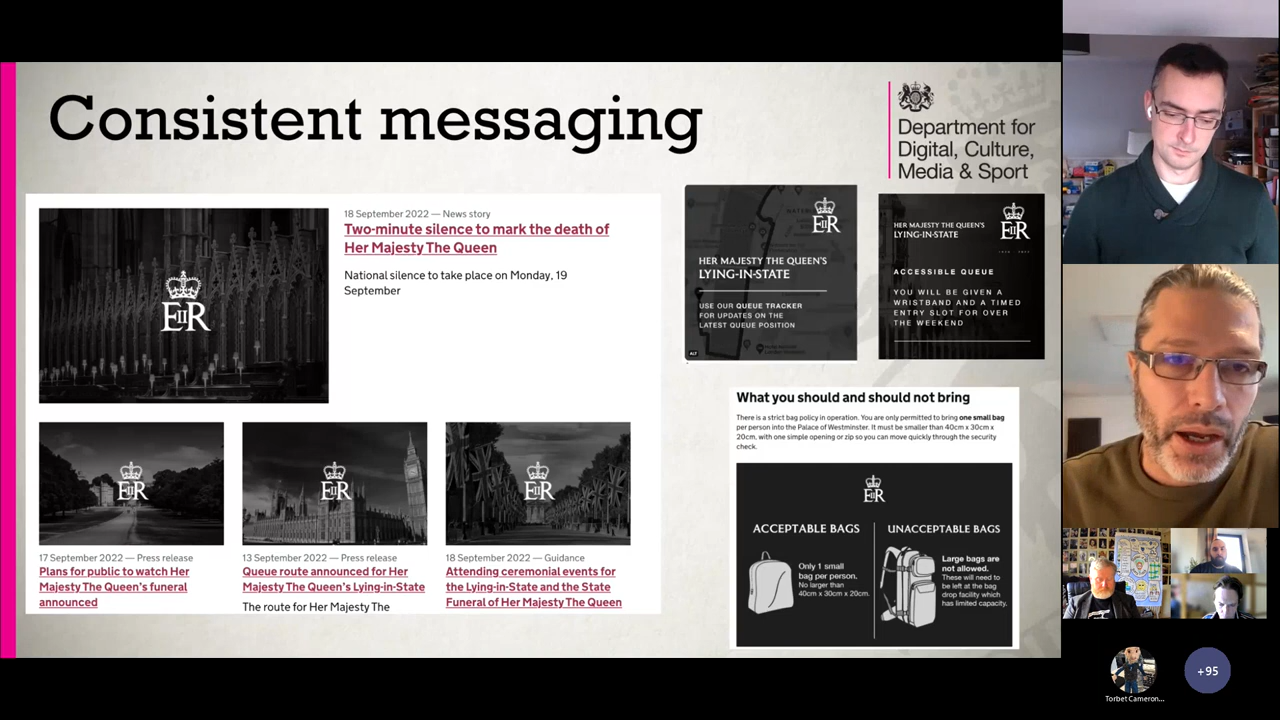 Consistent messaging
Department for
Digital, Culture,
Media & Sport
18 September 2022 — News story
Two-minute silence to mark the death of
Her Majesty The Queen
National silence to take place on Monday, 19
September
EIIR
EIIR
17 September 2022 — Press release
Plans for public to watch Her
Majesty The Queen's funeral
announced
EIIR
13 September 2022 — Press release
Queue route announced for Her
Majesty The Queen's Lying-in-State
The route for Her Majesty The
EIIR
18 September 2022 — Guidance
Attending ceremonial events for
the Lying-in-State and the State
Funeral of Her Majesty The Queen
EIIR
HER MAJESTY THE QUEEN'S
LYING-IN-STATE
USE OUR QUEUE TRACKER
FOR UPDATES ON THE
LATEST QUEUE POSITION
ALT
EIIR
HER MAJESTY THE QUEEN'S
LYING-IN-STATE
ACCESSIBLE QUEUE
YOU WILL BE GIVEN A
WRISTBAND AND A TIMED
ENTRY SLOT FOR OVER
THE WEEKEND
What you should and should not bring
There is a strict bag policy in operation. You are only permitted to bring one small bag
per person into the Palace of Westminster. It must be smaller than 40cm x 30cm x
20cm, with one simple opening or zip so you can move quickly through the security
check.
EIIR
ACCEPTABLE BAGS
Only 1 small
bag per person.
No larger than
40cm x 30cm x 20cm.
UNACCEPTABLE BAGS
Large bags are
not allowed.
These will need to
be left at the bag
drop facility which
has limited capacity.
Torbet Cameron...
+95